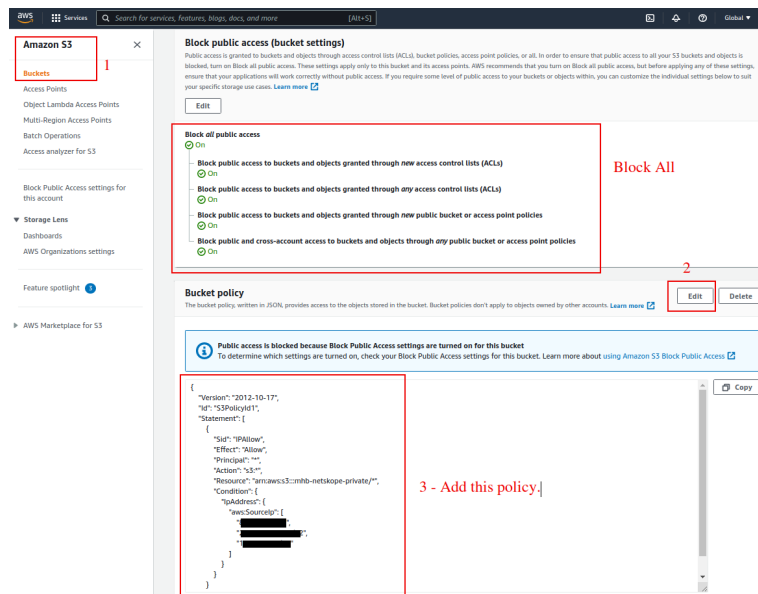 aws
Services
Search for services, features, blogs, docs, and more
[Alt+S]
Global
Amazon S3
1
Buckets
Access Points
Object Lambda Access Points
Multi-Region Access Points
Batch Operations
Access analyzer for S3
Block Public Access settings for
this account
Storage Lens
Dashboards
AWS Organizations settings
Feature spotlight 3
AWS Marketplace for S3
Block public access (bucket settings)
Public access is granted to buckets and objects through access control lists (ACLs), bucket policies, access point policies, or all. In order to ensure that public access to all your S3 buckets and objects is
blocked, turn on Block all public access. These settings apply only to this bucket and its access points. AWS recommends that you turn on Block all public access, but before applying any of these settings,
ensure that your applications will work correctly without public access. If you require some level of public access to your buckets or objects within, you can customize the individual settings below to suit
your specific storage use cases. Learn more
Edit
Block all public access
On
Block public access to buckets and objects granted through new access control lists (ACLs)
On
Block public access to buckets and objects granted through any access control lists (ACLs)
On
Block public access to buckets and objects granted through new public bucket or access point policies
On
Block public and cross-account access to buckets and objects through any public bucket or access point policies
On
Block All
2
Bucket policy
The bucket policy, written in JSON, provides access to the objects stored in the bucket. Bucket policies don't apply to objects owned by other accounts. Learn more
Edit
Delete
Public access is blocked because Block Public Access settings are turned on for this bucket
To determine which settings are turned on, check your Block Public Access settings for this bucket. Learn more about using Amazon S3 Block Public Access
Copy
{
"Version": "2012-10-17",
"Id": "S3PolicyId1",
"Statement": [
{
"Sid": "IPAllow",
"Effect": "Allow",
"Principal": "*",
"Action": "s3:*",
"Resource": "arn:aws:s3:::mhb-netskope-private/*",
"Condition": {
"IpAddress": {
"aws:SourceIp": [
]
}
}
}
3 - Add this policy.